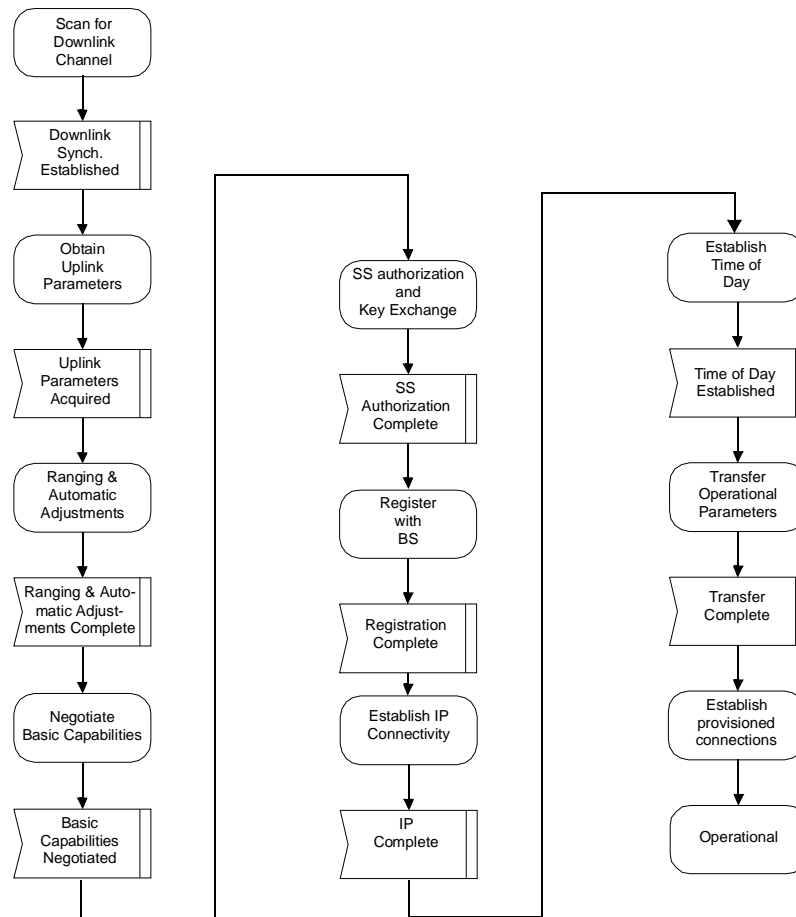 Scan for
Downlink
Channel
Downlink
Synch.
Established
Obtain
Uplink
Parameters
Uplink
Parameters
Acquired
Ranging &
Automatic
Adjustments
Ranging & Auto-
matic Adjust-
ments Complete
Negotiate
Basic Capabilities
Basic
Capabilities
Negotiated
SS authorization
and
Key Exchange
SS
Authorization
Complete
Register
with
BS
Registration
Complete
Establish IP
Connectivity
IP
Complete
Establish
Time of
Day
Time of Day
Established
Transfer
Operational
Parameters
Transfer
Complete
Establish
provisioned
connections
Operational